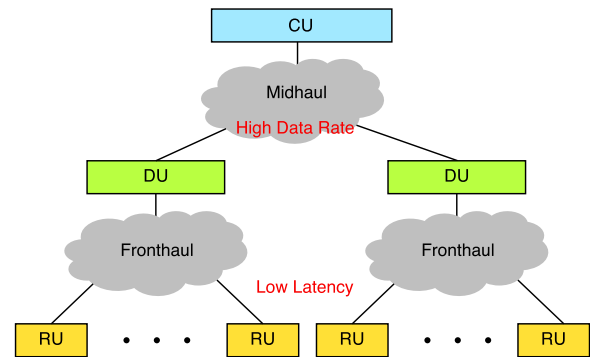 CU
Midhaul
High Data Rate
DU
DU
Fronthaul
Fronthaul
Low Latency
RU
RU
RU
RU